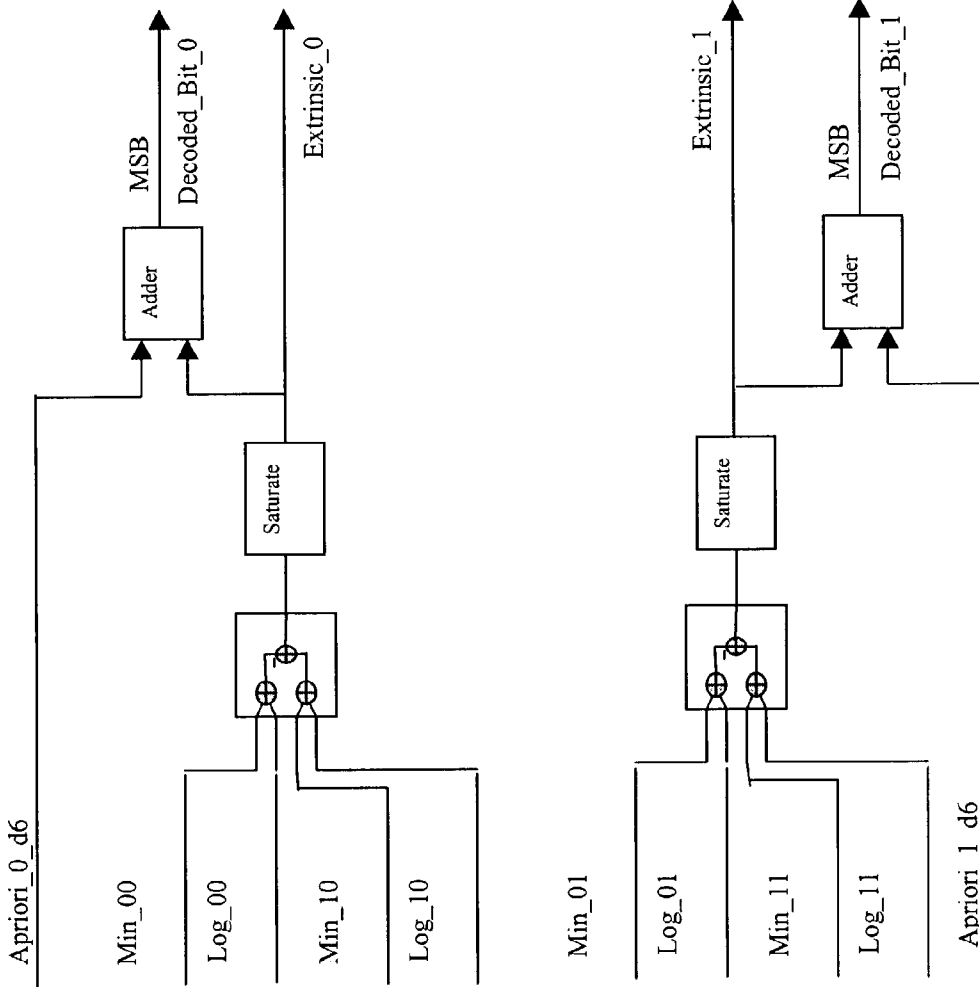 Apriori_0_d6
Min_00
Log_00
Min_10
Log_10
Saturate
Adder
MSB
Decoded_Bit_0
Extrinsic_0
Min_01
Log_01
Min_11
Log_11
Apriori_1_d6
Saturate
Adder
Extrinsic_1
MSB
Decoded_Bit_1